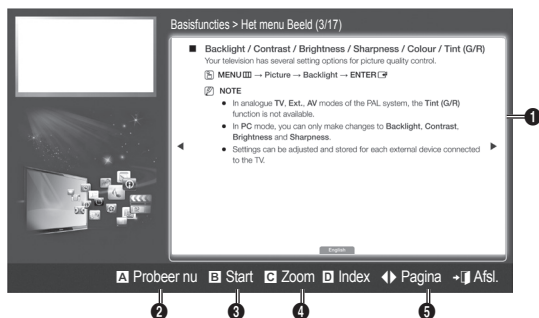 Basisfuncties > Het menu Beeld (3/17)
■ Backlight / Contrast / Brightness / Sharpness / Colour / Tint (G/R)
Your television has several setting options for picture quality control.
MENU → Picture → Backlight → ENTER
NOTE
• In analogue TV, Ext., AV modes of the PAL system, the Tint (G/R)
function is not available.
• In PC mode, you can only make changes to Backlight, Contrast,
Brightness and Sharpness.
• Settings can be adjusted and stored for each external device connected
to the TV.
◀ ▶
1
English
A Probeer nu B Start C Zoom D Index ◀▶ Pagina Afsl.
2 3 4 5